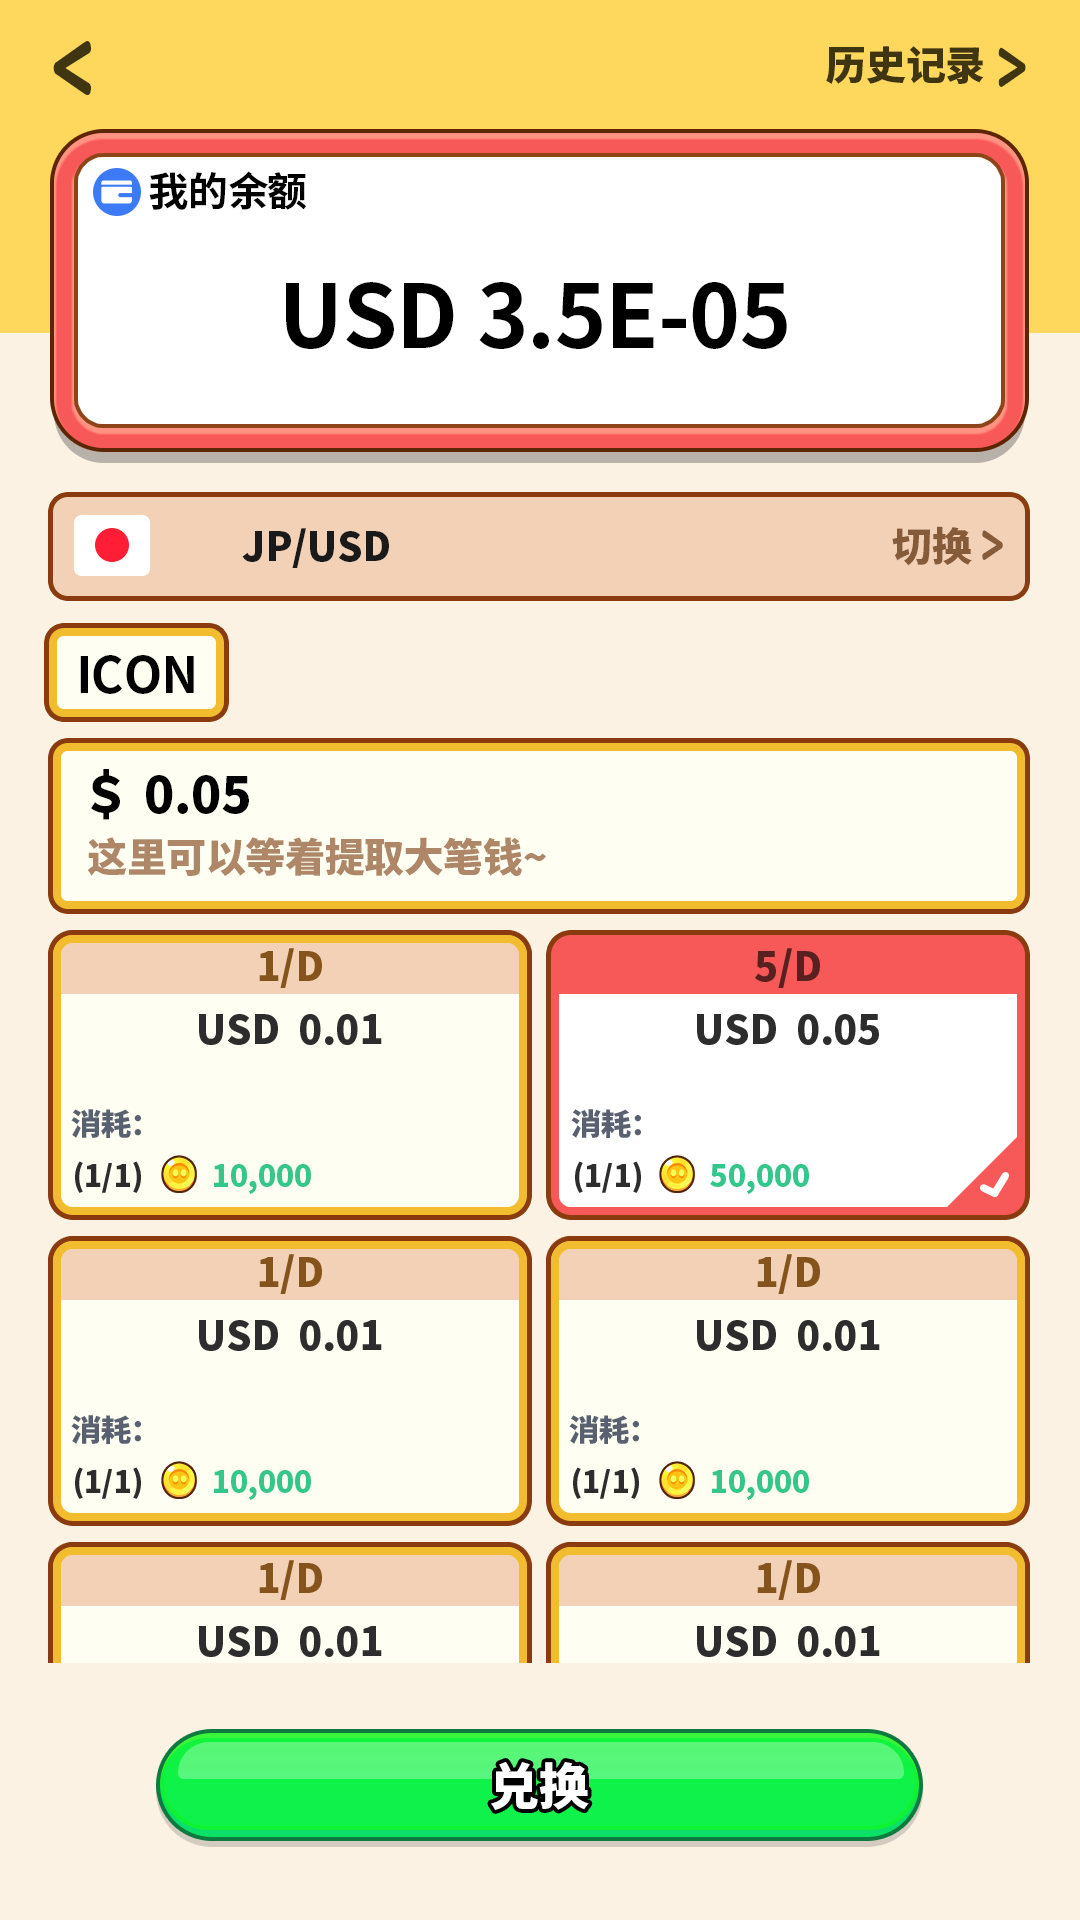 历史记录
我的余额
USD 3.5E-05
JP/USD
切换
ICON
$ 0.05
这里可以等着提取大笔钱~
1/D
USD 0.01
消耗:
(1/1) 10,000
5/D
USD 0.05
消耗:
(1/1) 50,000
1/D
USD 0.01
消耗:
(1/1) 10,000
1/D
USD 0.01
消耗:
(1/1) 10,000
1/D
USD 0.01
1/D
USD 0.01
兑换